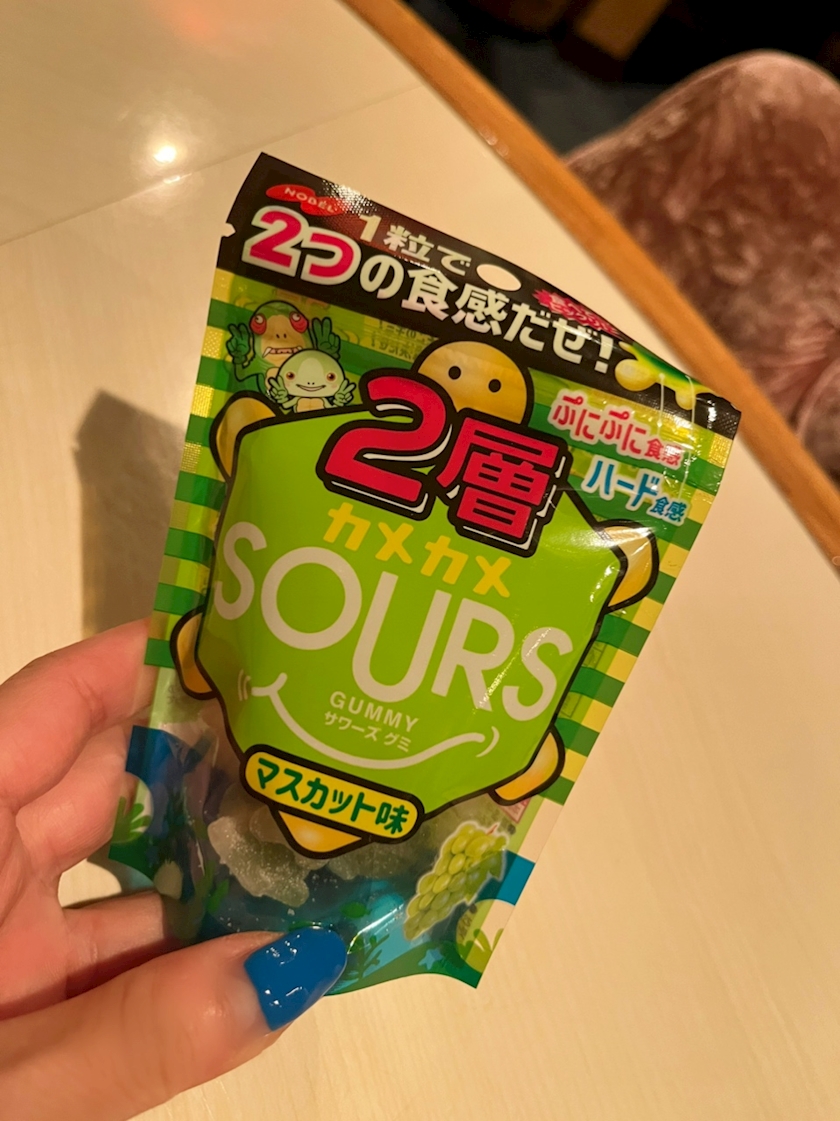 NOBEL
1粒で
2つの食感だぜ!
ぷにぷに食感
ハード食感
2層
カメカメ
SOURS
GUMMY
サワーズ グミ
マスカット味